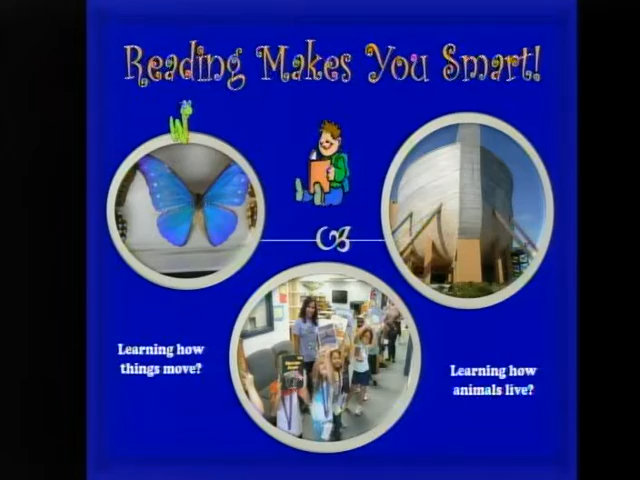 Reading Makes You Smart!
Learning how
things move?
Learning how
animals live?